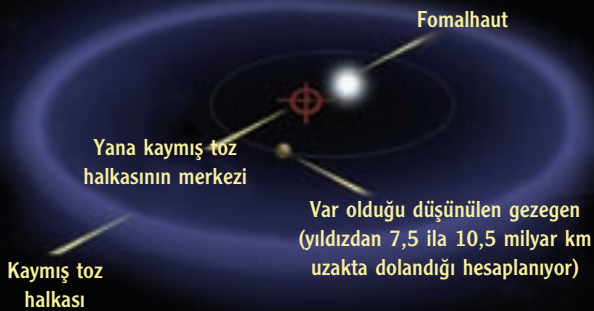 Fomalhaut
Yana kaymış toz
halkasının merkezi
Var olduğu düşünülen gezegen
(yıldızdan 7,5 ila 10,5 milyar km
uzakta dolandığı hesaplanıyor)
Kaymış toz
halkası